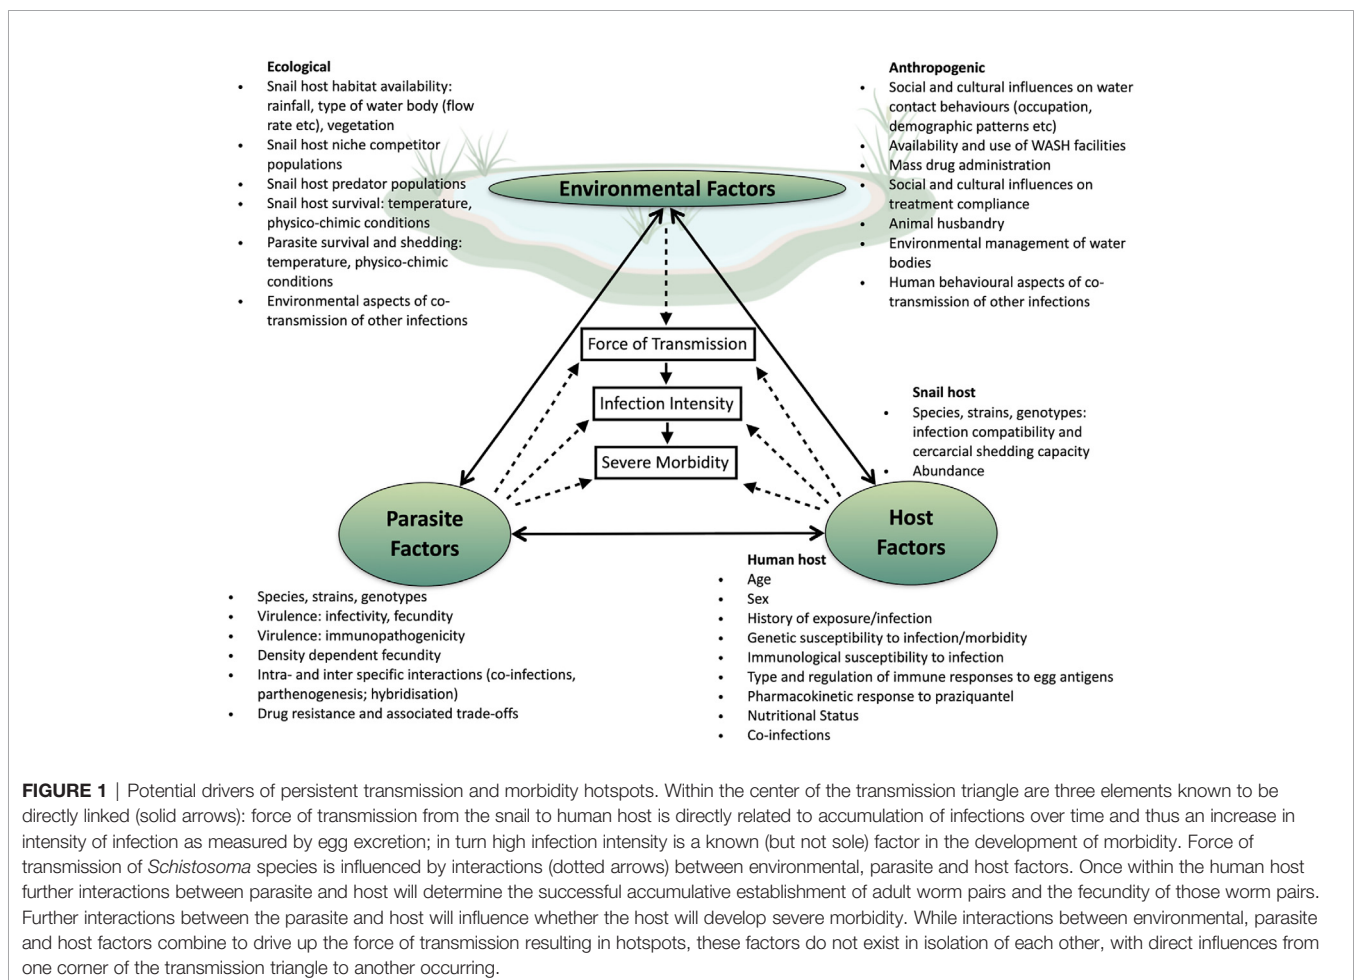 Ecological
• Snail host habitat availability:
rainfall, type of water body (flow
rate etc), vegetation
• Snail host niche competitor
populations
• Snail host predator populations
• Snail host survival: temperature,
physico-chimic conditions
• Parasite survival and shedding:
temperature, physico-chimic
conditions
• Environmental aspects of co-
transmission of other infections
Anthropogenic
• Social and cultural influences on water
contact behaviours (occupation,
demographic patterns etc)
• Availability and use of WASH facilities
• Mass drug administration
• Social and cultural influences on
treatment compliance
• Animal husbandry
• Environmental management of water
bodies
• Human behavioural aspects of co-
transmission of other infections
Environmental Factors
Force of Transmission
Infection Intensity
Severe Morbidity
Snail host
• Species, strains, genotypes:
infection compatibility and
cercarcial shedding capacity
• Abundance
Parasite
Factors
Host
Factors
• Species, strains, genotypes
• Virulence: infectivity, fecundity
• Virulence: immunopathogenicity
• Density dependent fecundity
• Intra- and inter specific interactions (co-infections,
parthenogenesis; hybridisation)
• Drug resistance and associated trade-offs
Human host
• Age
• Sex
• History of exposure/infection
• Genetic susceptibility to infection/morbidity
• Immunological susceptibility to infection
• Type and regulation of immune responses to egg antigens
• Pharmacokinetic response to praziquantel
• Nutritional Status
• Co-infections
FIGURE 1 | Potential drivers of persistent transmission and morbidity hotspots. Within the center of the transmission triangle are three elements known to be
directly linked (solid arrows): force of transmission from the snail to human host is directly related to accumulation of infections over time and thus an increase in
intensity of infection as measured by egg excretion; in turn high infection intensity is a known (but not sole) factor in the development of morbidity. Force of
transmission of Schistosoma species is influenced by interactions (dotted arrows) between environmental, parasite and host factors. Once within the human host
further interactions between parasite and host will determine the successful accumulative establishment of adult worm pairs and the fecundity of those worm pairs.
Further interactions between the parasite and host will influence whether the host will develop severe morbidity. While interactions between environmental, parasite
and host factors combine to drive up the force of transmission resulting in hotspots, these factors do not exist in isolation of each other, with direct influences from
one corner of the transmission triangle to another occurring.